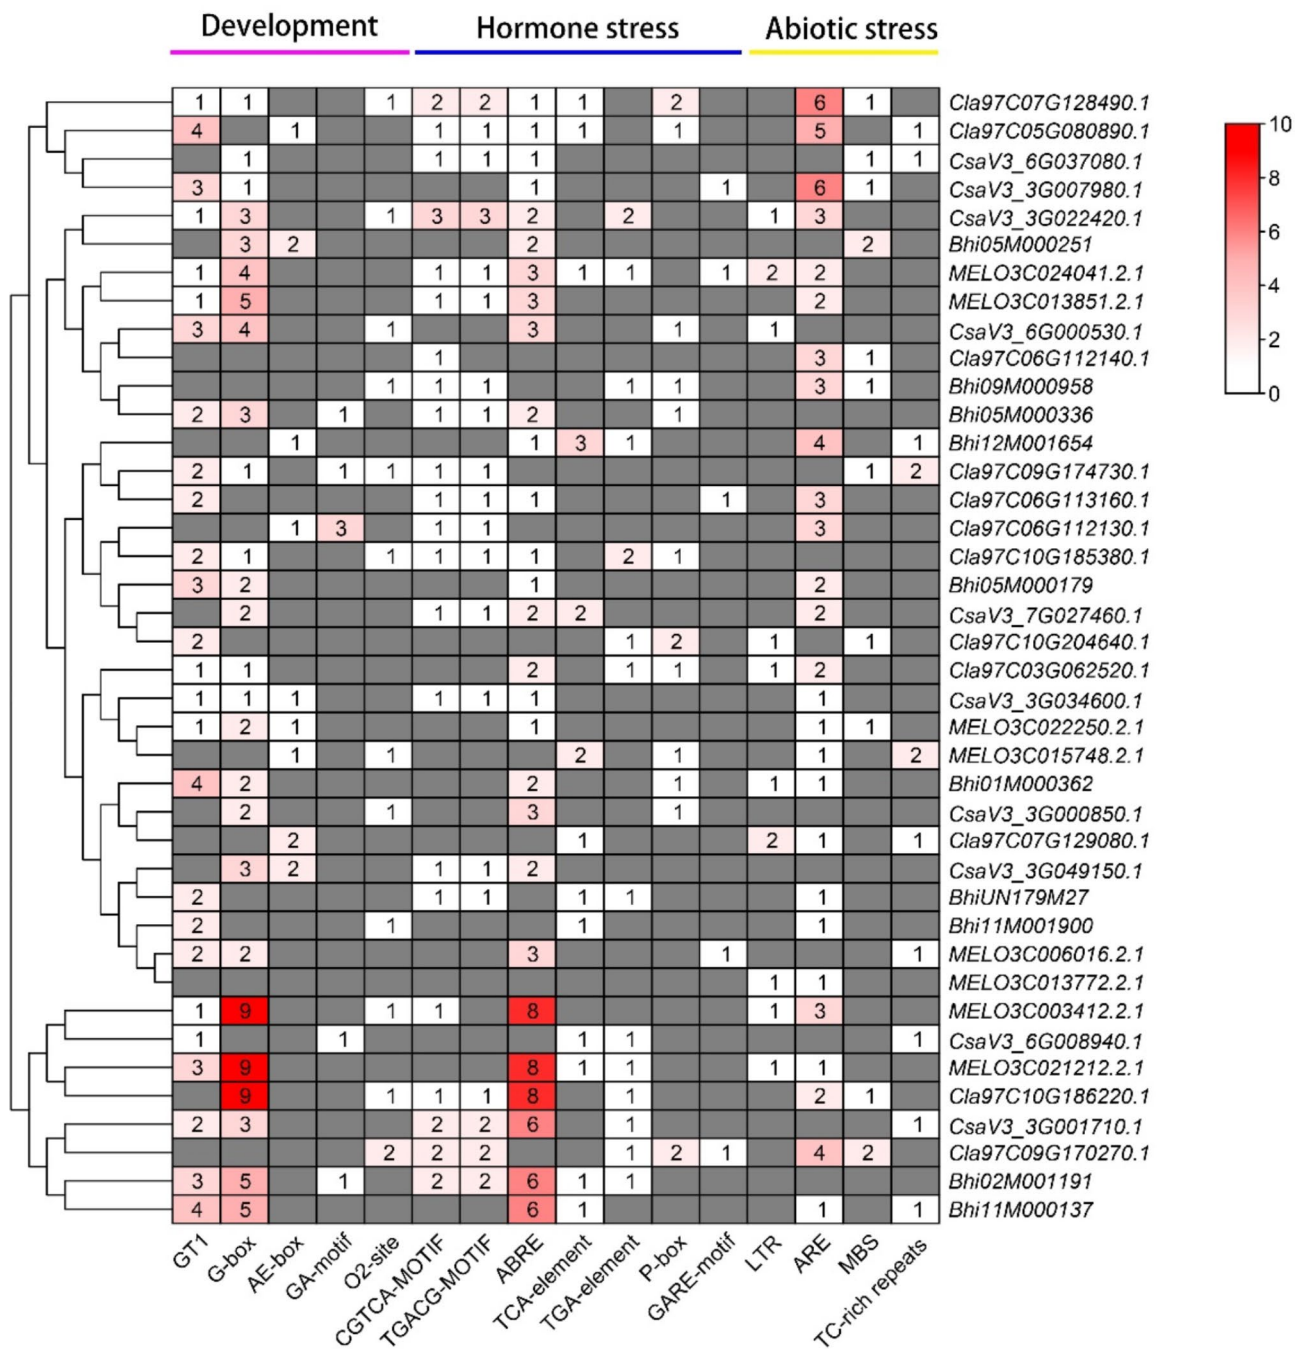 Development Hormone stress Abiotic stress
1 1 1 2 2 1 1 2 6 1 Cla97C07G128490.1
4 1 1 1 1 1 1 5 1 Cla97C05G080890.1
1 1 1 1 1 1 CsaV3_6G037080.1
3 1 1 1 6 1 CsaV3_3G007980.1
1 3 1 3 3 2 2 1 3 CsaV3_3G022420.1
3 2 2 2 Bhi05M000251
1 4 1 1 3 1 1 1 2 2 MELO3C024041.2.1
1 5 1 1 3 2 MELO3C013851.2.1
3 4 1 3 1 1 CsaV3_6G000530.1
1 3 1 Cla97C06G112140.1
1 1 1 1 1 3 1 Bhi09M000958
2 3 1 1 1 2 1 Bhi05M000336
1 1 3 1 4 1 Bhi12M001654
2 1 1 1 1 1 1 2 Cla97C09G174730.1
2 1 1 1 1 3 Cla97C06G113160.1
1 3 1 1 3 Cla97C06G112130.1
2 1 1 1 1 1 2 1 Cla97C10G185380.1
3 2 1 2 Bhi05M000179
2 1 1 2 2 2 CsaV3_7G027460.1
2 1 2 1 1 Cla97C10G204640.1
1 1 2 1 1 1 2 Cla97C03G062520.1
1 1 1 1 1 1 1 CsaV3_3G034600.1
1 2 1 1 1 1 MELO3C022250.2.1
1 1 2 1 1 2 MELO3C015748.2.1
4 2 2 1 1 1 Bhi01M000362
2 1 3 1 CsaV3_3G000850.1
2 1 2 1 1 Cla97C07G129080.1
3 2 1 1 2 CsaV3_3G049150.1
2 1 1 1 1 1 BhiUN179M27
2 1 1 1 Bhi11M001900
2 2 3 1 1 MELO3C006016.2.1
1 1 MELO3C013772.2.1
1 9 1 1 8 1 3 MELO3C003412.2.1
1 1 1 1 1 CsaV3_6G008940.1
3 9 8 1 1 1 1 MELO3C021212.2.1
9 1 1 1 8 1 2 1 Cla97C10G186220.1
2 3 2 2 6 1 1 CsaV3_3G001710.1
2 2 2 1 2 1 4 2 Cla97C09G170270.1
3 5 1 2 2 6 1 1 Bhi02M001191
4 5 6 1 1 1 Bhi11M000137
GT1 G-box AE-box GA-motif O2-site CGTCA-MOTIF TGACG-MOTIF ABRE TCA-element TGA-element P-box GARE-motif LTR ARE MBS TC-rich repeats
10
8
6
4
2
0